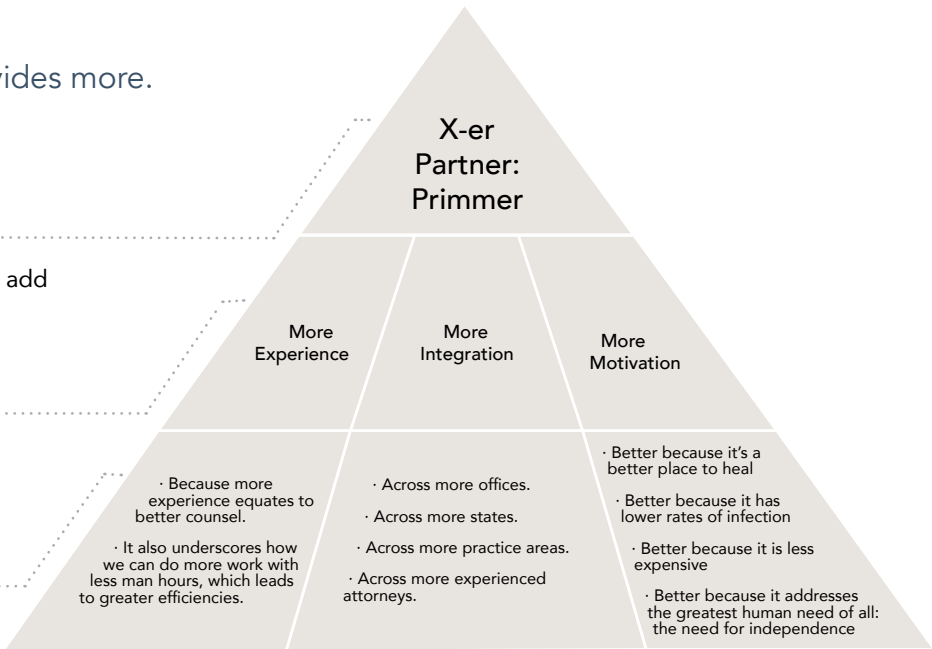 vides more.
X-er
Partner:
Primmer
add
More
Experience
More
Integration
More
Motivation
· Because more
experience equates to
better counsel.
· It also underscores how
we can do more work with
less man hours, which leads
to greater efficiencies.
· Across more offices.
· Across more states.
· Across more practice areas.
· Across more experienced
attorneys.
· Better because it’s a
better place to heal
· Better because it has
lower rates of infection
· Better because it is less
expensive
· Better because it addresses
the greatest human need of all:
the need for independence